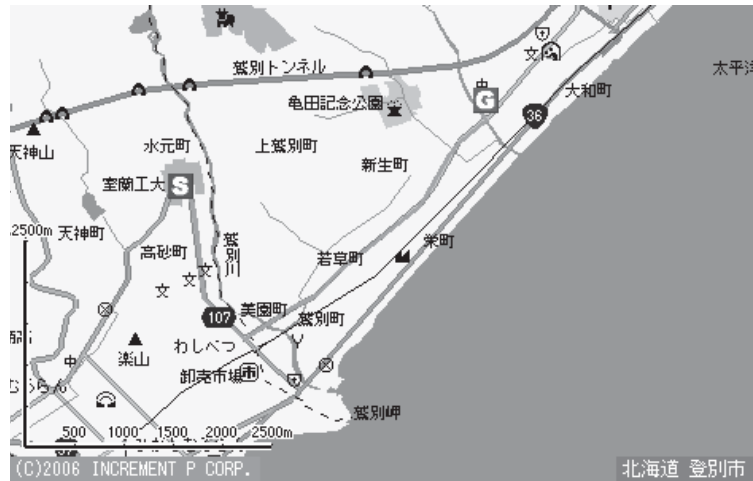 鷲別トンネル
太平洋
大和町
亀田記念公園
G
36
天神山
水元町
上鷲別町
新生町
室蘭工大
S
2500m
天神町
高砂町
鷲別川
若草町
栄町
文
文
文
文
107
美園町
鷲別町
わしべつ
楽山
中
卸売市場
市
鷲別岬
500 1000 1500 2000 2500m
(C)2006 INCREMENT P CORP.
北海道 登別市